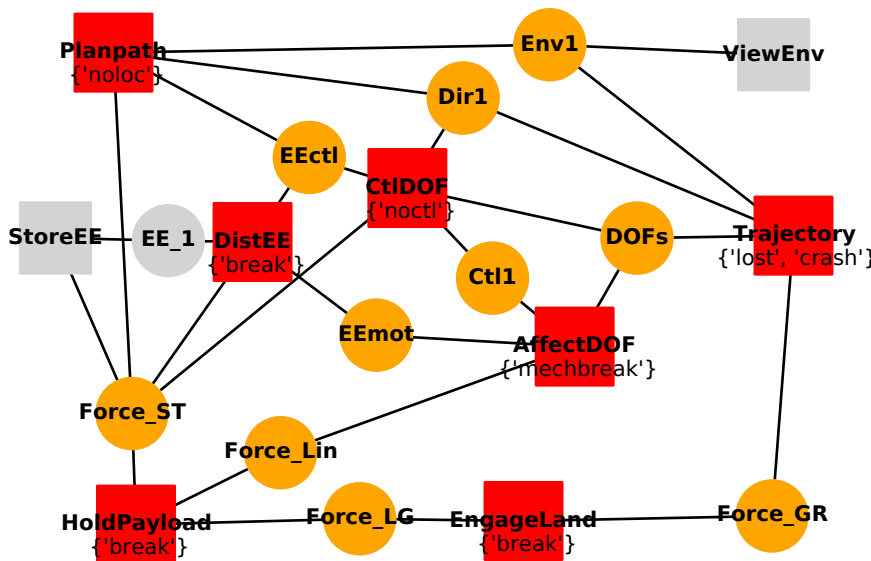 Planpath
{'noloc'}
Env1
ViewEnv
Dir1
EEctl
CtlDOF
{'noctl'}
StoreEE
EE_1
DistEE
{'break'}
DOFs
Trajectory
{'lost', 'crash'}
Ctl1
EEmot
AffectDOF
{'mechbreak'}
Force_ST
Force_Lin
HoldPayload
{'break'}
Force_LG
EngageLand
{'break'}
Force_GR